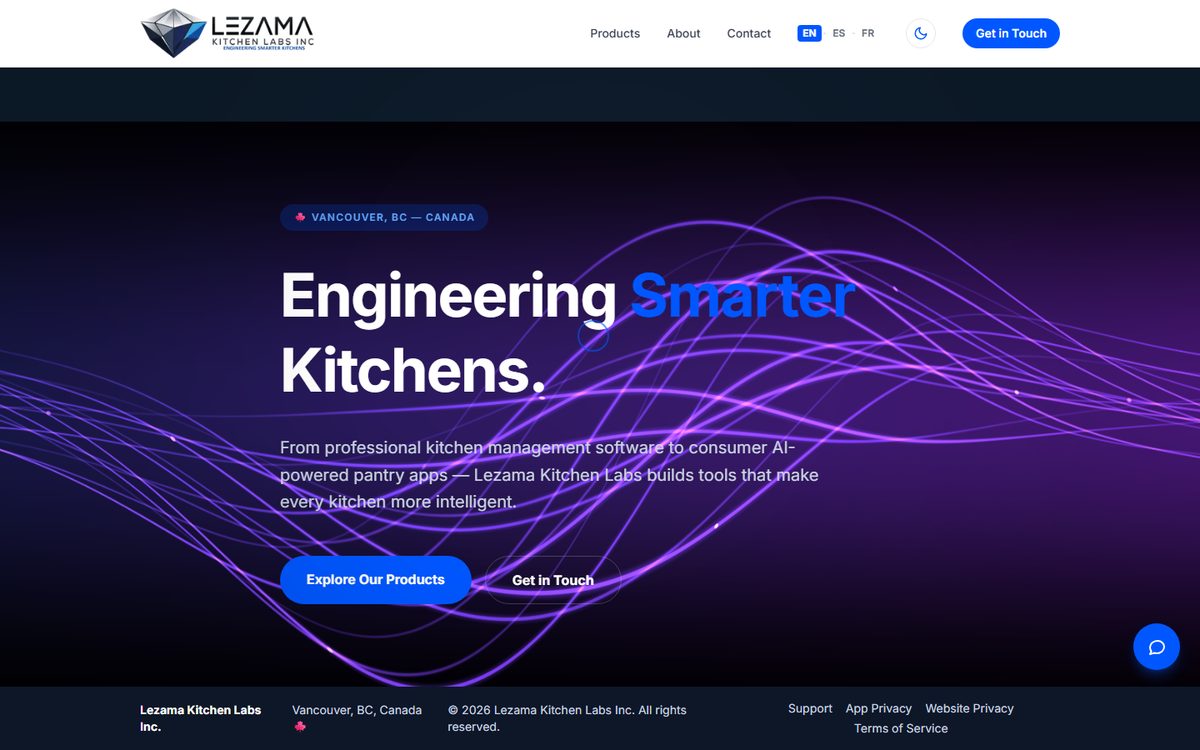 LEZAMA
KITCHEN LABS INC
ENGINEERING SMARTER KITCHENS
Products
About
Contact
EN · ES · FR
Get in Touch
VANCOUVER, BC — CANADA
Engineering Smarter
Kitchens.
From professional kitchen management software to consumer AI-
powered pantry apps — Lezama Kitchen Labs builds tools that make
every kitchen more intelligent.
Explore Our Products
Get in Touch
Lezama Kitchen Labs
Inc.
Vancouver, BC, Canada
© 2026 Lezama Kitchen Labs Inc. All rights
reserved.
Support
App Privacy
Website Privacy
Terms of Service